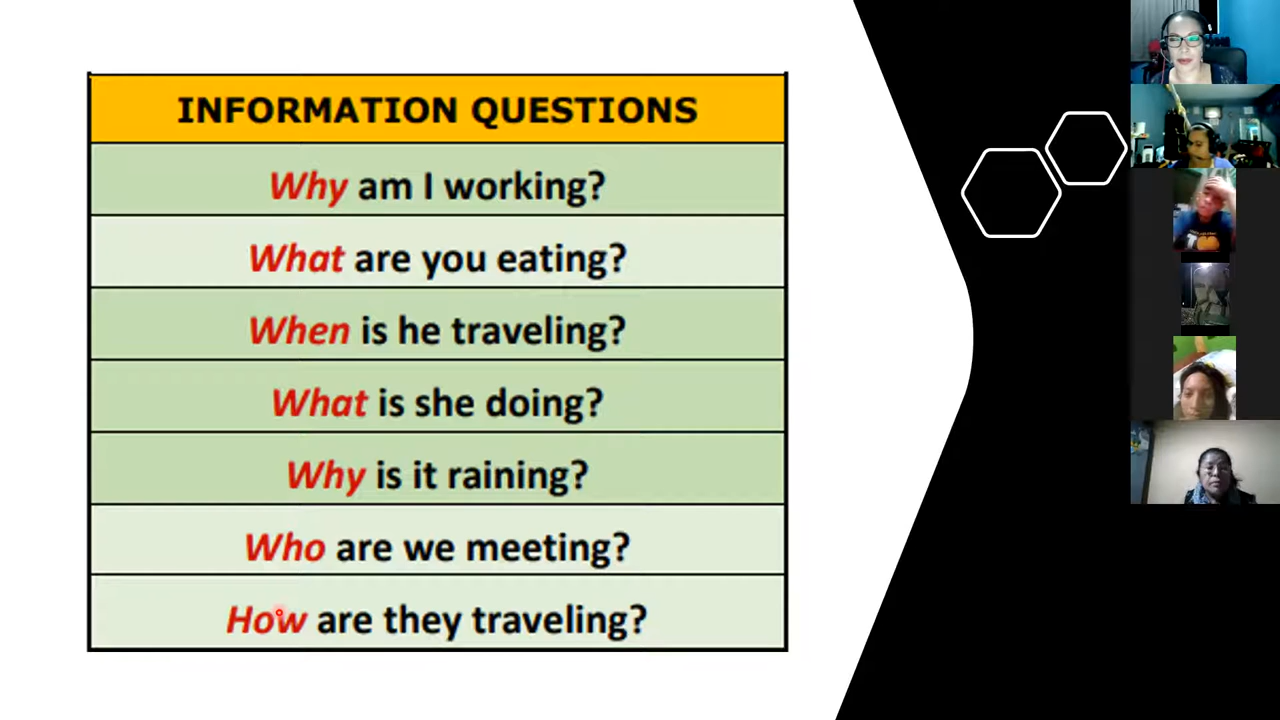 INFORMATION QUESTIONS
Why am I working?
What are you eating?
When is he traveling?
What is she doing?
Why is it raining?
Who are we meeting?
How are they traveling?